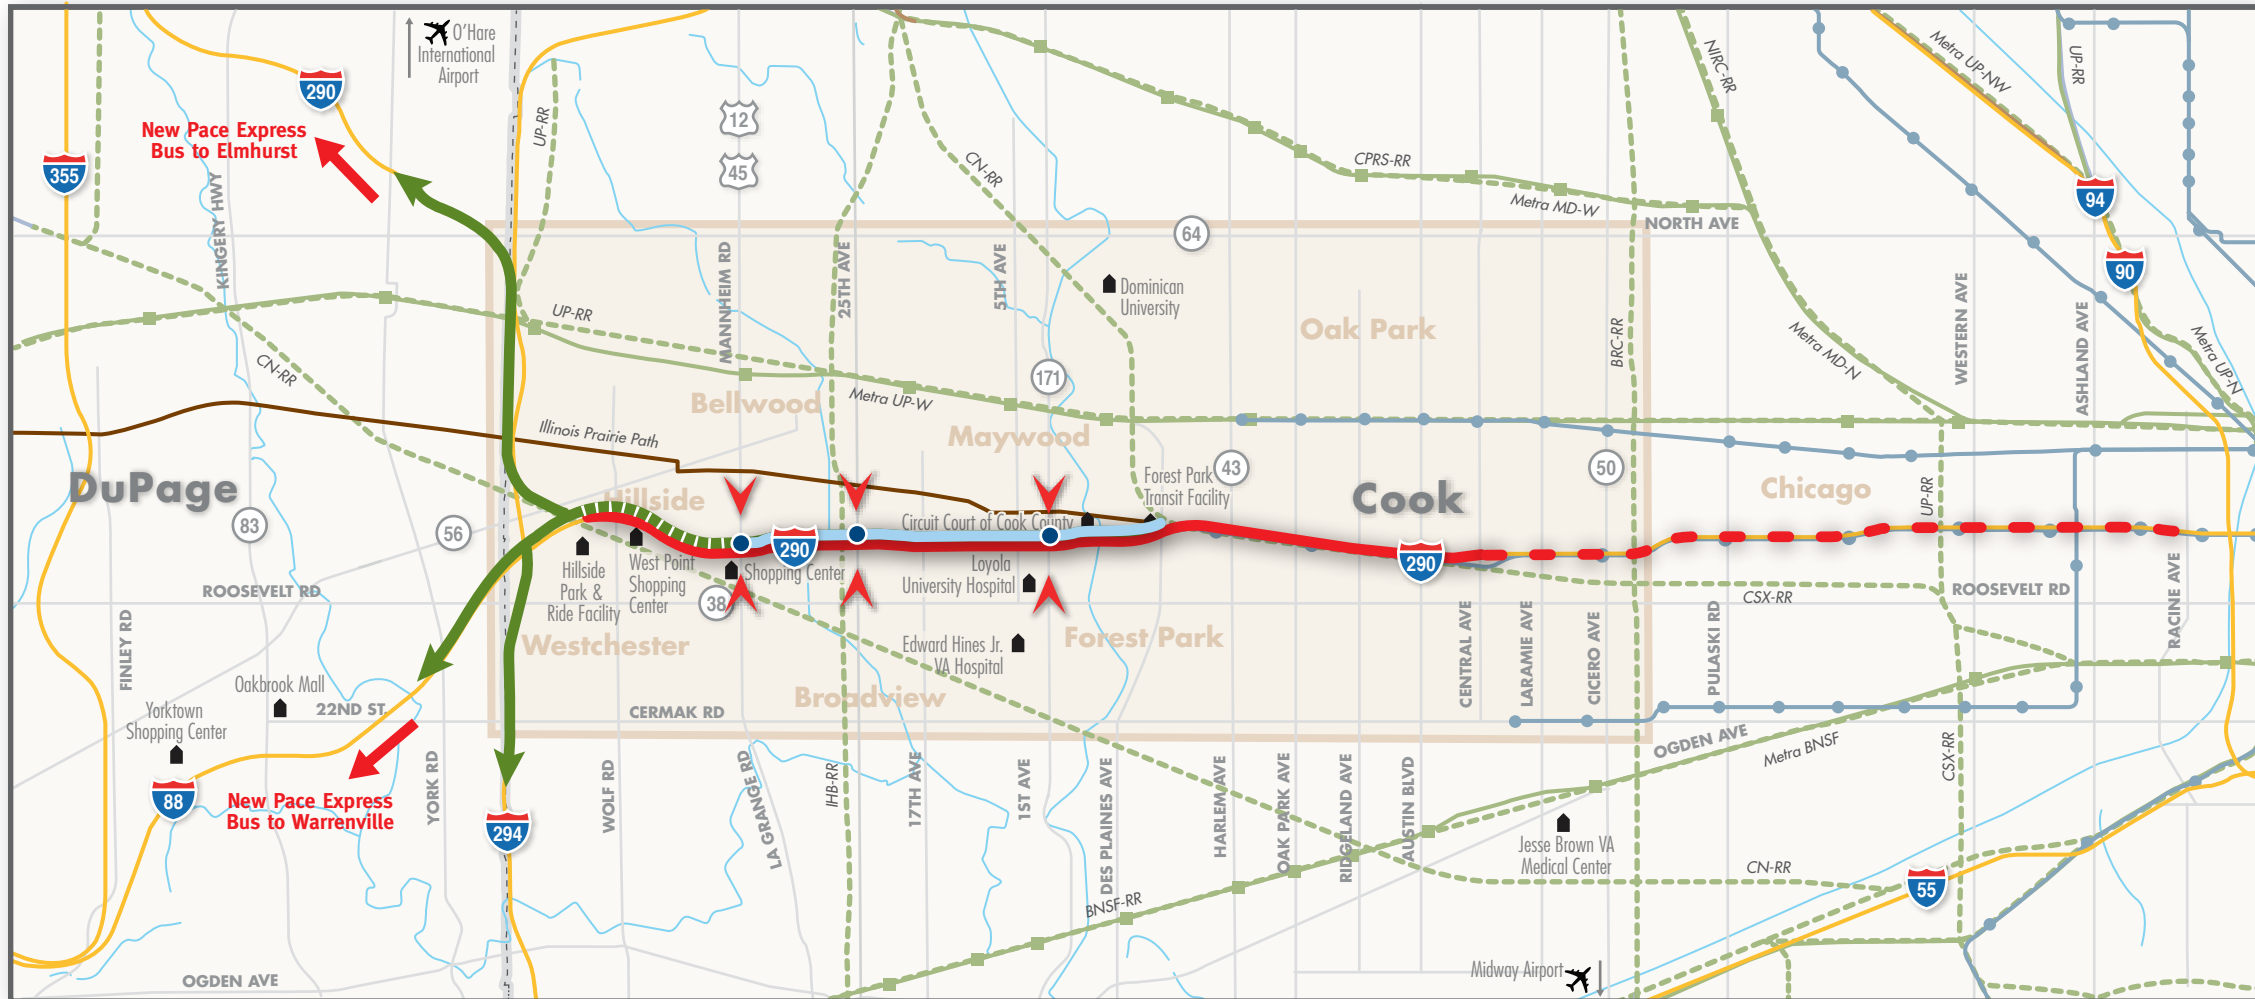 O'Hare
International
Airport
290
New Pace Express
Bus to Elmhurst
355
KINGERY HWY
UP-RR
12
45
CN-RR
CPRS-RR
Metra MD-W
NIRC-RR
NORTH AVE
Metra UP-NW
UP-RR
94
90
64
MANNHEIM RD
25TH AVE
5TH AVE
Dominican
University
Oak Park
BRC-RR
Metra MD-N
WESTERN AVE
ASHLAND AVE
Metra UP-N
UP-RR
CN-RR
Bellwood
Metra UP-W
171
Maywood
Illinois Prairie Path
DuPage
83
56
Hillside
Forest Park
Transit Facility
43
Cook
50
Chicago
UP-RR
Circuit Court of Cook County
290
290
Hillside
Park &
Ride Facility
West Point
Shopping
Center
Shopping Center
38
Loyola
University Hospital
ROOSEVELT RD
CSX-RR
ROOSEVELT RD
RACINE AVE
FINLEY RD
Westchester
Edward Hines Jr.
VA Hospital
Forest Park
CENTRAL AVE
LARAMIE AVE
CICERO AVE
PULASKI RD
Oakbrook Mall
22ND ST.
Yorktown
Shopping Center
Broadview
CERMAK RD
OGDEN AVE
Metra BNSF
CSX-RR
88
New Pace Express
Bus to Warrenville
YORK RD
294
WOLF RD
LA GRANGE RD
IHB-RR
17TH AVE
1ST AVE
DES PLAINES AVE
HARLEM AVE
OAK PARK AVE
RIDGELAND AVE
AUSTIN BLVD
Jesse Brown VA
Medical Center
CN-RR
55
BNSF-RR
OGDEN AVE
Midway Airport